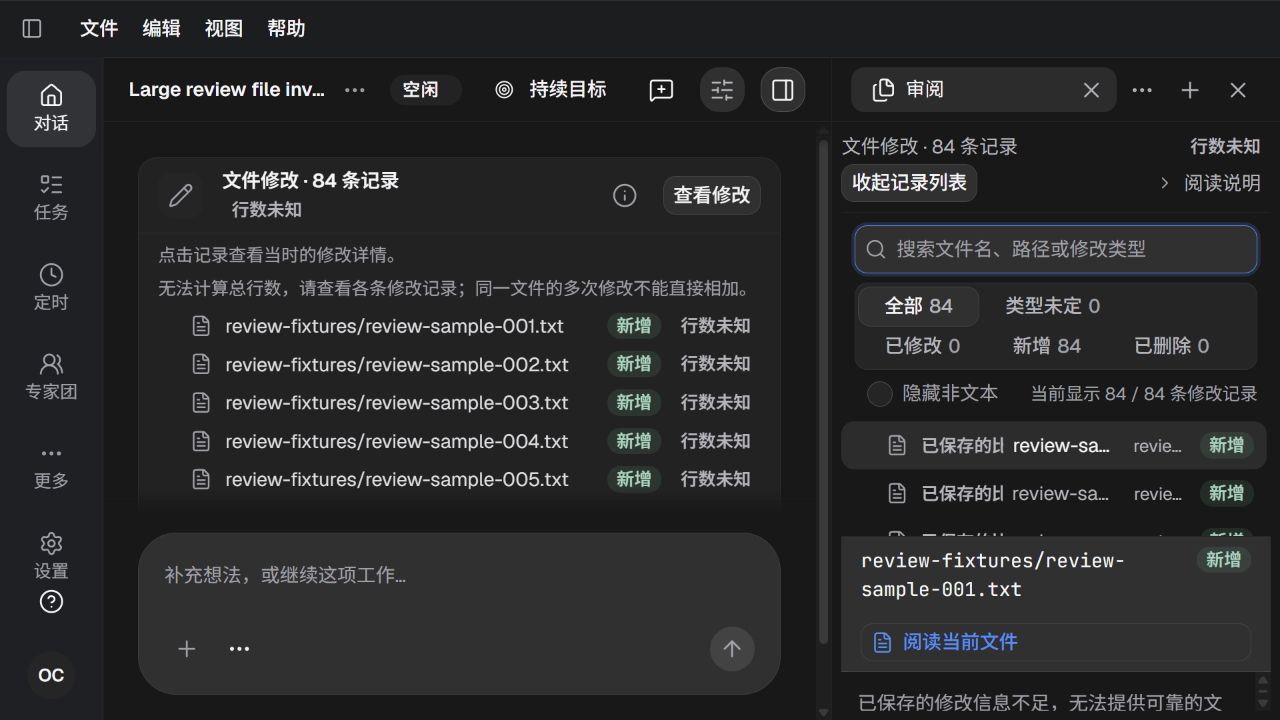 文件 编辑 视图 帮助
对话
任务
定时
专家团
更多
设置
OC
Large review file inv... 空闲 持续目标
文件修改 · 84 条记录
行数未知
查看修改
点击记录查看当时的修改详情。
无法计算总行数，请查看各条修改记录；同一文件的多次修改不能直接相加。
review-fixtures/review-sample-001.txt 新增 行数未知
review-fixtures/review-sample-002.txt 新增 行数未知
review-fixtures/review-sample-003.txt 新增 行数未知
review-fixtures/review-sample-004.txt 新增 行数未知
review-fixtures/review-sample-005.txt 新增 行数未知
补充想法，或继续这项工作...
审阅
文件修改 · 84 条记录 行数未知
收起记录列表 阅读说明
搜索文件名、路径或修改类型
全部 84 类型未定 0
已修改 0 新增 84 已删除 0
隐藏非文本 当前显示 84 / 84 条修改记录
已保存的比 review-sa... revie... 新增
已保存的比 review-sa... revie... 新增
review-fixtures/review- 新增
sample-001.txt
阅读当前文件
已保存的修改信息不足，无法提供可靠的文